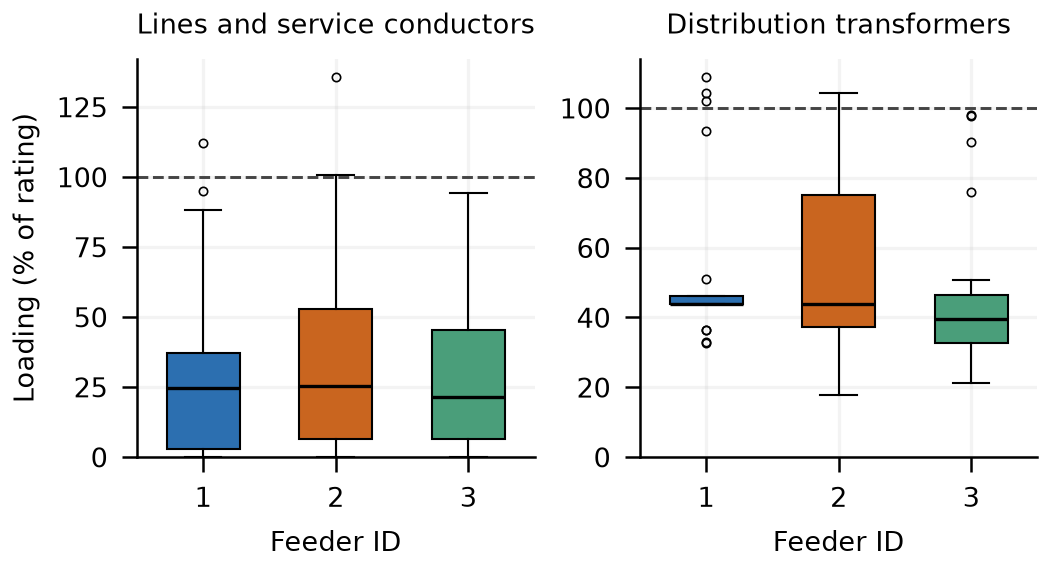 Lines and service conductors
Loading (% of rating)
125
100
75
50
25
0
1 2 3
Feeder ID
Distribution transformers
100
80
60
40
20
0
1 2 3
Feeder ID